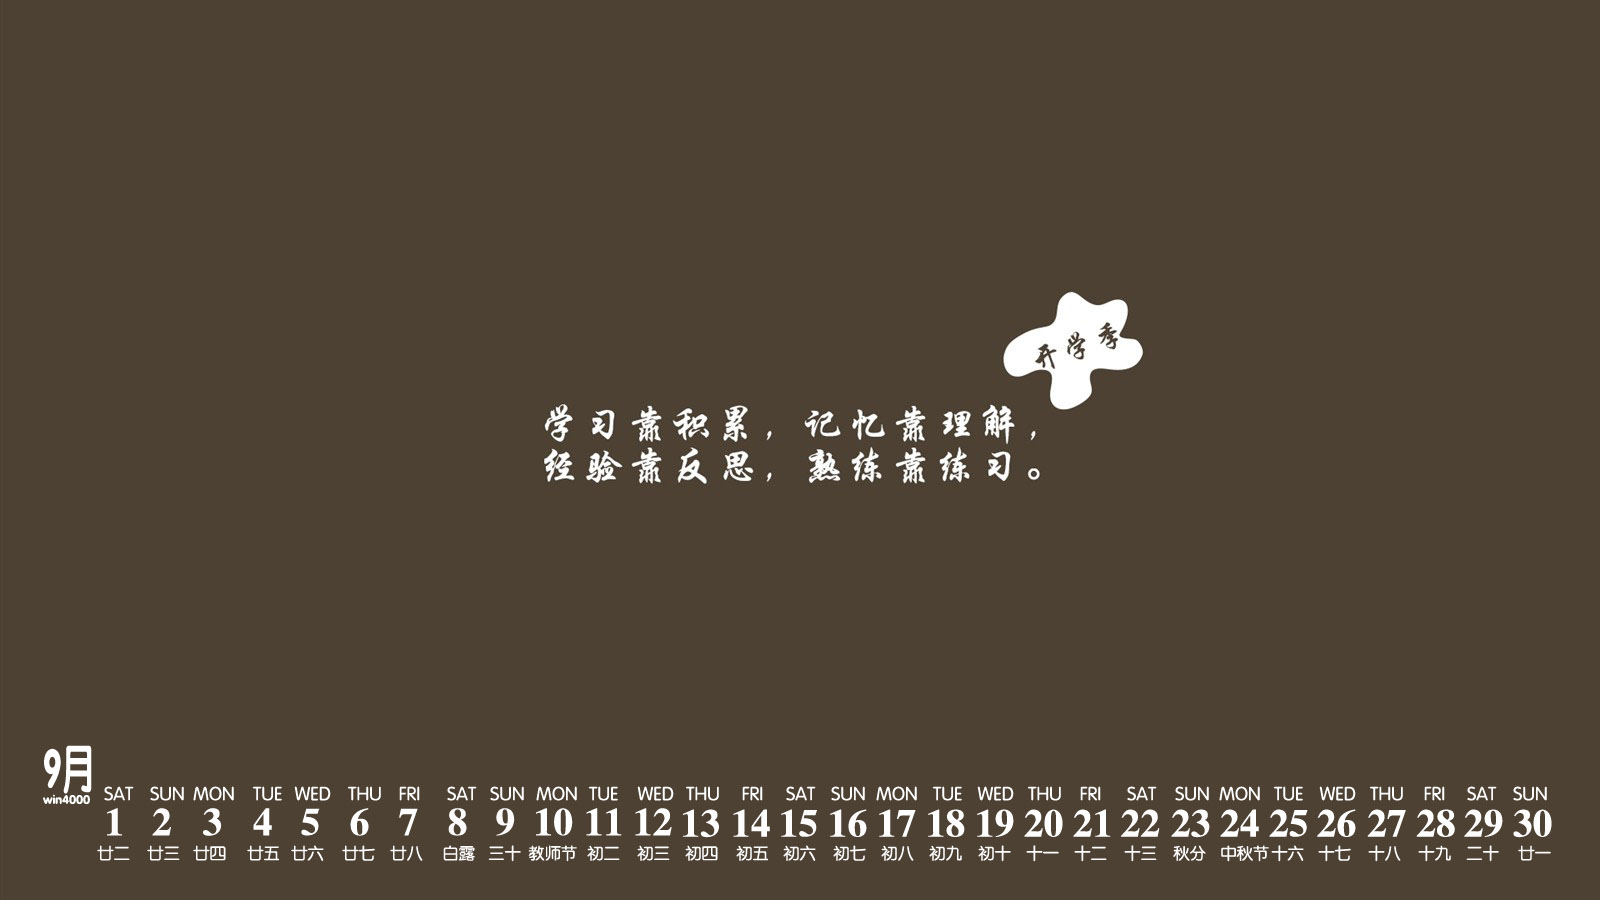 开学季
学习靠积累，记忆靠理解，
经验靠反思，熟练靠练习。
9月
win4000
SAT SUN MON TUE WED THU FRI SAT SUN MON TUE WED THU FRI SAT SUN MON TUE WED THU FRI SAT SUN MON TUE WED THU FRI SAT SUN
1 2 3 4 5 6 7 8 9 10 11 12 13 14 15 16 17 18 19 20 21 22 23 24 25 26 27 28 29 30
廿二 廿三 廿四 廿五 廿六 廿七 廿八 白露 三十 教师节 初二 初三 初四 初五 初六 初七 初八 初九 初十 十一 十二 十三 秋分 中秋节 十六 十七 十八 十九 二十 廿一